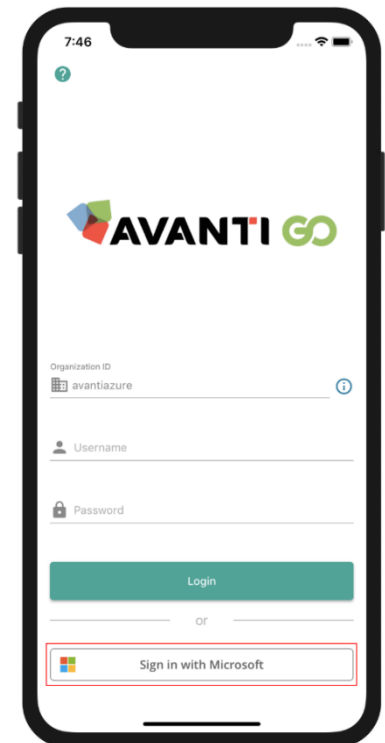 7:46
?
AVANTI GO
Organization ID
avantiazure
Username
Password
Login
or
Sign in with Microsoft